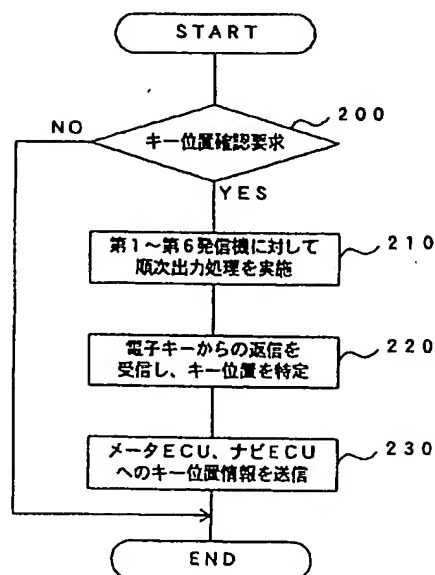 START
キー位置確認要求
200
NO
YES
第1～第6発信機に対して
順次出力処理を実施
210
電子キーからの返信を
受信し、キー位置を特定
220
メータECU、ナビECU
へのキー位置情報を送信
230
END